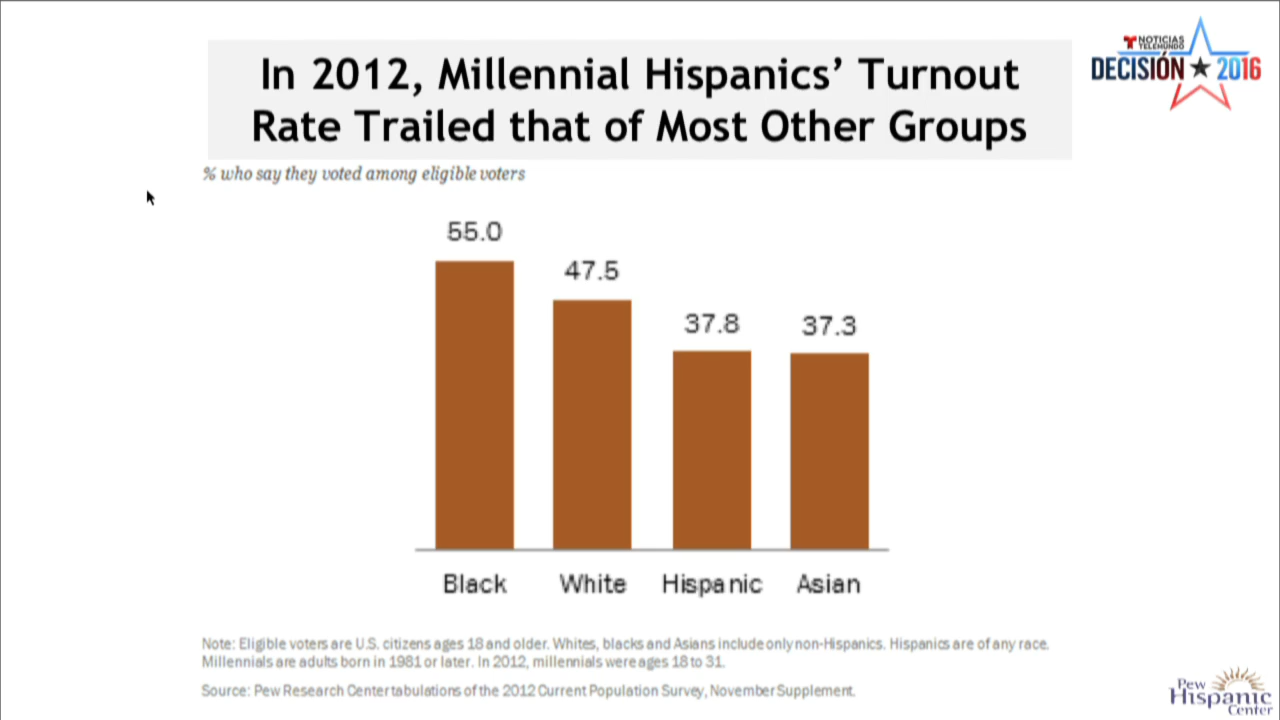 In 2012, Millennial Hispanics’ Turnout
Rate Trailed that of Most Other Groups
NOTICIAS
TELEMUNDO
DECISIÓN 2016
% who say they voted among eligible voters
55.0
47.5
37.8
37.3
Black
White
Hispanic
Asian
Note: Eligible voters are U.S. citizens ages 18 and older. Whites, blacks and Asians include only non-Hispanics. Hispanics are of any race.
Millennials are adults born in 1981 or later. In 2012, millennials were ages 18 to 31.
Source: Pew Research Center tabulations of the 2012 Current Population Survey, November Supplement.
Pew
Hispanic
Center